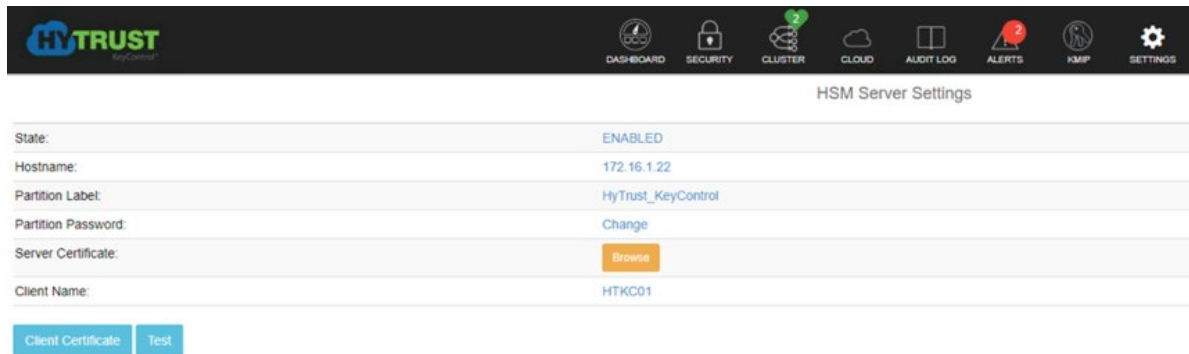 HYTRUST
KeyControl™
2
2
DASHBOARD SECURITY CLUSTER CLOUD AUDIT LOG ALERTS KMIP SETTINGS
HSM Server Settings
State: ENABLED
Hostname: 172.16.1.22
Partition Label: HyTrust_KeyControl
Partition Password: Change
Server Certificate: Browse
Client Name: HTKC01
Client Certificate Test